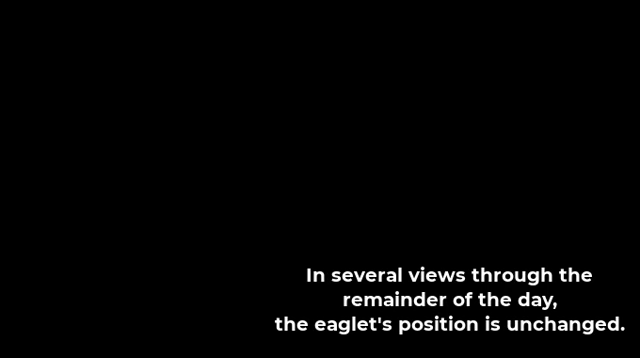 In several views through the
remainder of the day,
the eaglet's position is unchanged.